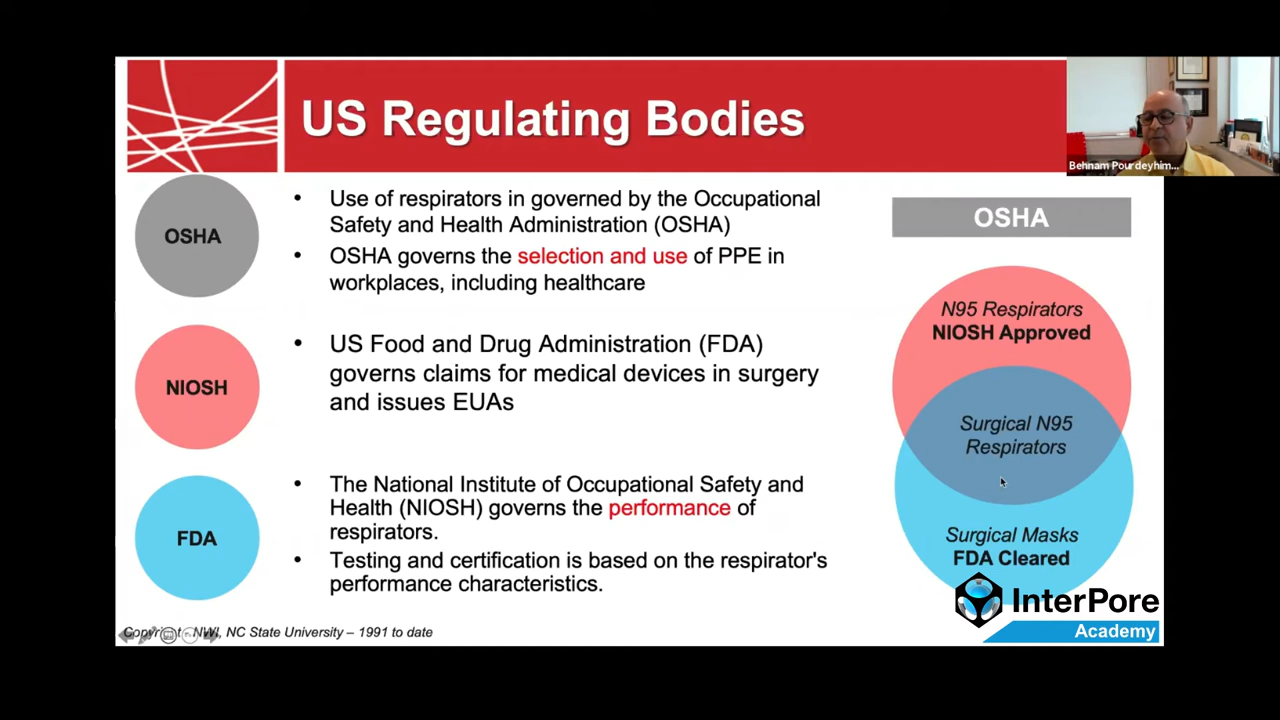 US Regulating Bodies
Behnam Pourdeyhim...
OSHA
• Use of respirators in governed by the Occupational
Safety and Health Administration (OSHA)
• OSHA governs the selection and use of PPE in
workplaces, including healthcare
NIOSH
• US Food and Drug Administration (FDA)
governs claims for medical devices in surgery
and issues EUAs
FDA
• The National Institute of Occupational Safety and
Health (NIOSH) governs the performance of
respirators.
• Testing and certification is based on the respirator's
performance characteristics.
OSHA
N95 Respirators
NIOSH Approved
Surgical N95
Respirators
Surgical Masks
FDA Cleared
InterPore
Academy
NWI, NC State University – 1991 to date